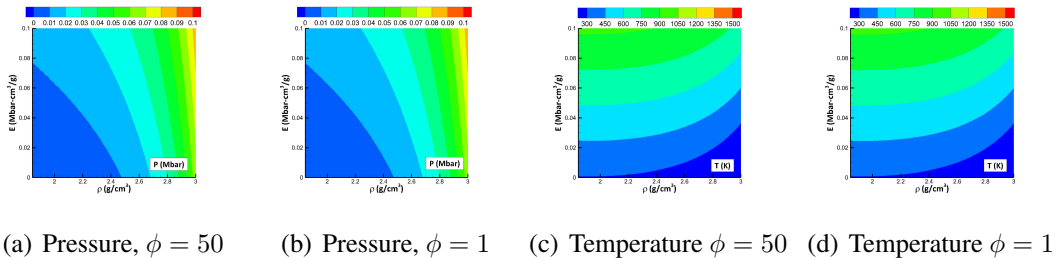 0 0.01 0.02 0.03 0.04 0.05 0.06 0.07 0.08 0.09 0.1
0.1
0.08
0.06
0.04
0.02
0
E (Mbar-cm³/g)
P (Mbar)
2 2.2 2.4 2.6 2.8 3
ρ (g/cm³)
(a) Pressure, ϕ = 50
0 0.01 0.02 0.03 0.04 0.05 0.06 0.07 0.08 0.09 0.1
0.1
0.08
0.06
0.04
0.02
0
E (Mbar-cm³/g)
P (Mbar)
2 2.2 2.4 2.6 2.8 3
ρ (g/cm³)
(b) Pressure, ϕ = 1
300 450 600 750 900 1050 1200 1350 1500
0.1
0.08
0.06
0.04
0.02
0
E (Mbar-cm³/g)
T (K)
2 2.2 2.4 2.6 2.8 3
ρ (g/cm³)
(c) Temperature ϕ = 50
300 450 600 750 900 1050 1200 1350 1500
0.1
0.08
0.06
0.04
0.02
0
E (Mbar-cm³/g)
T (K)
2 2.2 2.4 2.6 2.8 3
ρ (g/cm³)
(d) Temperature ϕ = 1